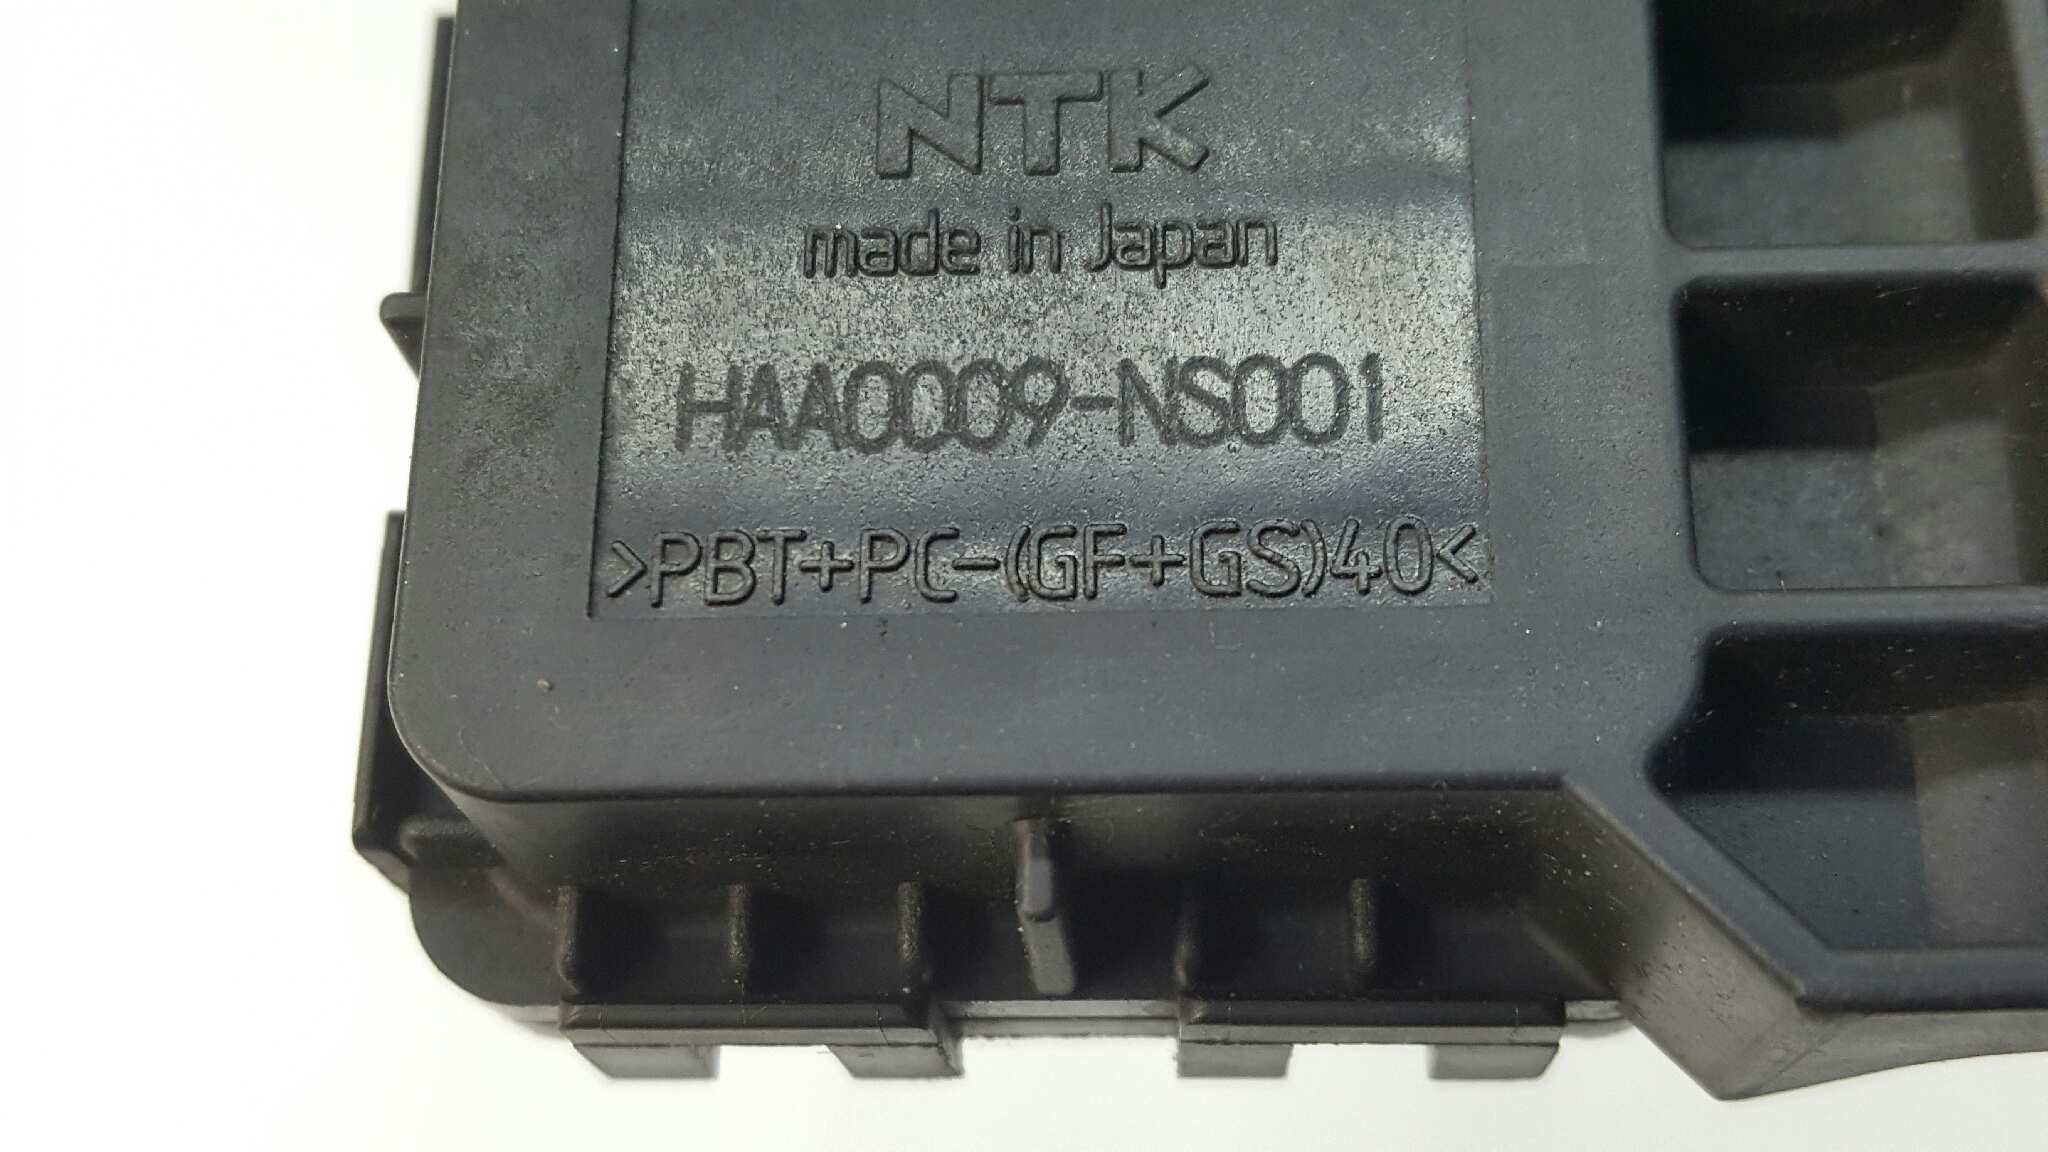 NTK
made in Japan
HAA0009-NS001
>PBT+PC-(GF+GS)40<